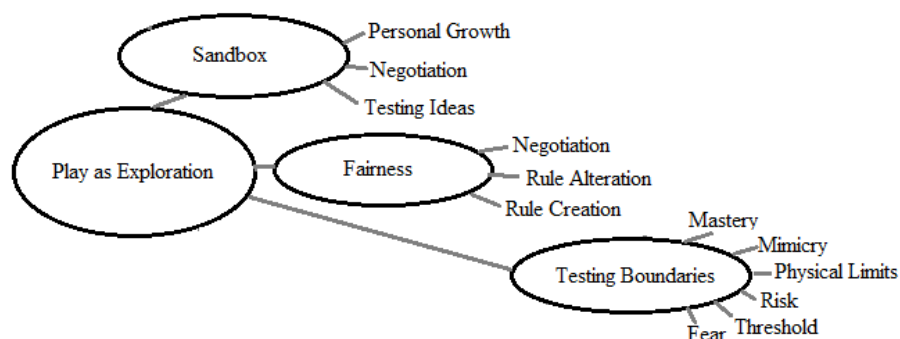 Personal Growth
Sandbox
Negotiation
Testing Ideas
Negotiation
Play as Exploration
Fairness
Rule Alteration
Rule Creation
Mastery
Mimicry
Testing Boundaries
Physical Limits
Risk
Threshold
Fear